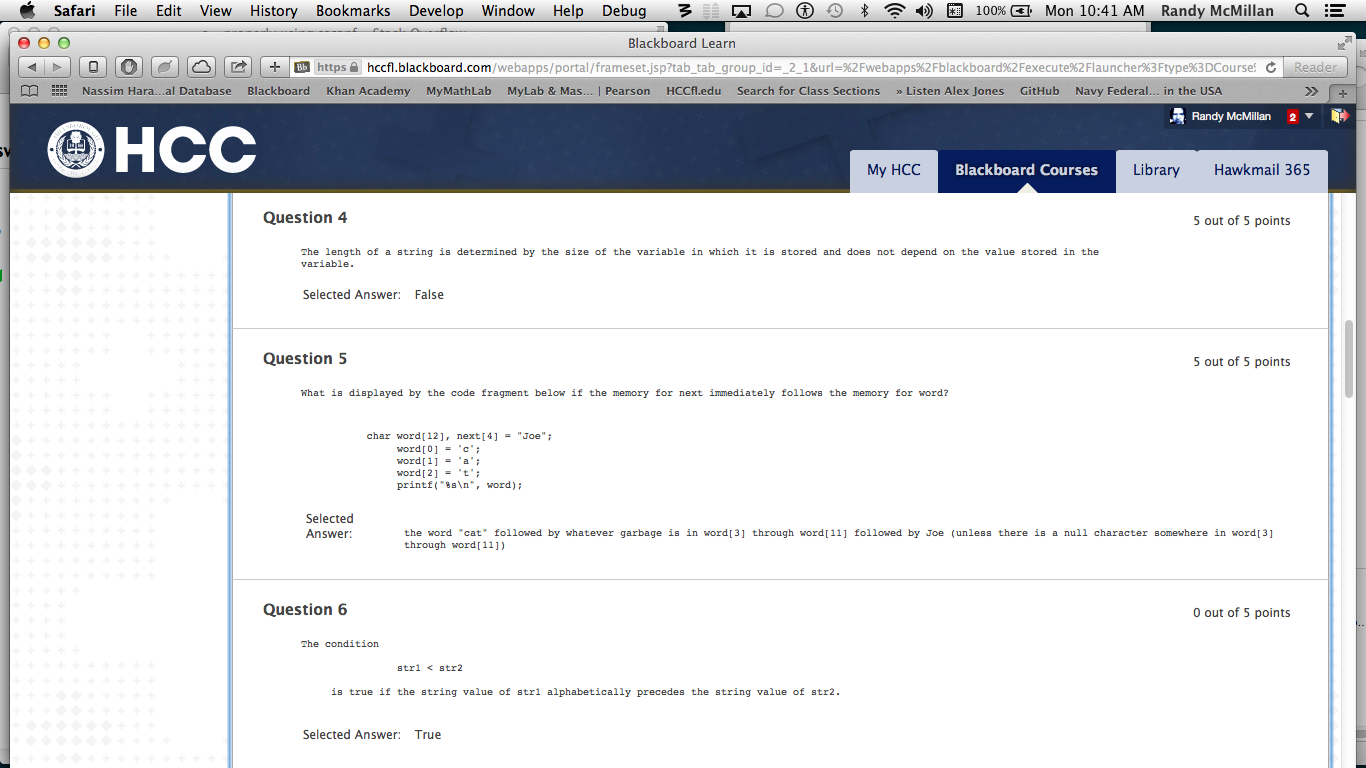 Safari File Edit View History Bookmarks Develop Window Help Debug 100% Mon 10:41 AM Randy McMillan
Blackboard Learn
https hccfl.blackboard.com/webapps/portal/frameset.jsp?tab_tab_group_id=_2_1&url=%2Fwebapps%2Fblackboard%2Fexecute%2Flauncher%3Ftype%3DCourse Reader
Nassim Hara...al Database Blackboard Khan Academy MyMathLab MyLab & Mas... | Pearson HCCfl.edu Search for Class Sections » Listen Alex Jones GitHub Navy Federal... in the USA
Randy McMillan 2
HCC
My HCC Blackboard Courses Library Hawkmail 365
Question 4
5 out of 5 points
The length of a string is determined by the size of the variable in which it is stored and does not depend on the value stored in the
variable.
Selected Answer: False
Question 5
5 out of 5 points
What is displayed by the code fragment below if the memory for next immediately follows the memory for word?
char word[12], next[4] = "Joe";
word[0] = 'c';
word[1] = 'a';
word[2] = 't';
printf("%s\n", word);
Selected
Answer:
the word "cat" followed by whatever garbage is in word[3] through word[11] followed by Joe (unless there is a null character somewhere in word[3]
through word[11])
Question 6
0 out of 5 points
The condition
str1 < str2
is true if the string value of str1 alphabetically precedes the string value of str2.
Selected Answer: True